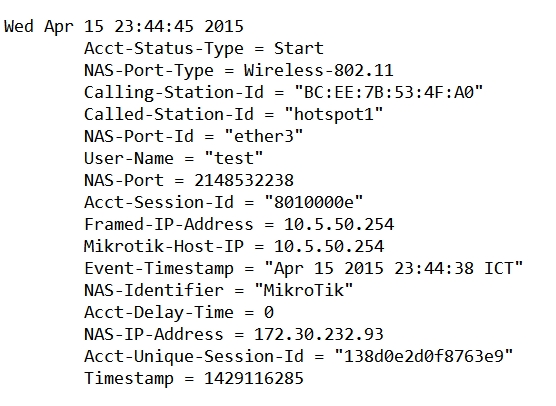 Wed Apr 15 23:44:45 2015
Acct-Status-Type = Start
NAS-Port-Type = Wireless-802.11
Calling-Station-Id = "BC:EE:7B:53:4F:A0"
Called-Station-Id = "hotspot1"
NAS-Port-Id = "ether3"
User-Name = "test"
NAS-Port = 2148532238
Acct-Session-Id = "8010000e"
Framed-IP-Address = 10.5.50.254
Mikrotik-Host-IP = 10.5.50.254
Event-Timestamp = "Apr 15 2015 23:44:38 ICT"
NAS-Identifier = "MikroTik"
Acct-Delay-Time = 0
NAS-IP-Address = 172.30.232.93
Acct-Unique-Session-Id = "138d0e2d0f8763e9"
Timestamp = 1429116285